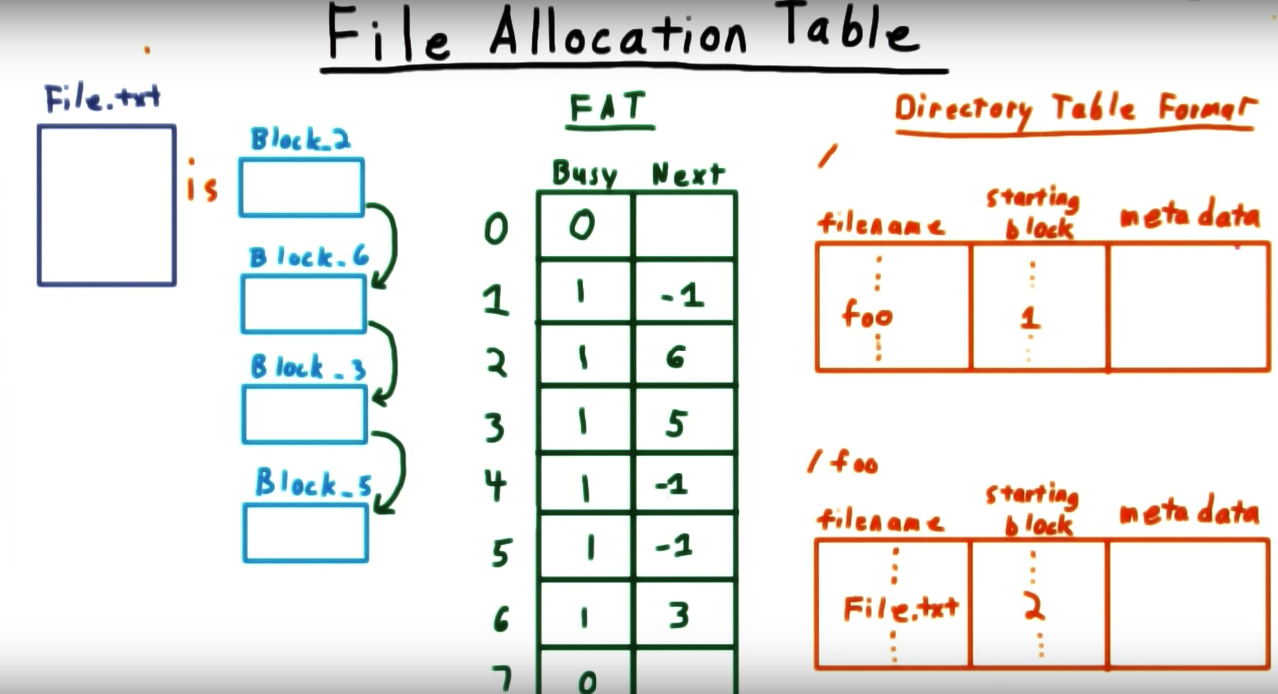 File Allocation Table
File.txt
is
Block_2
Block_6
Block_3
Block_5
FAT
Busy Next
0 0
1 1 -1
2 1 6
3 1 5
4 1 -1
5 1 -1
6 1 3
7 0
Directory Table Format
/
filename starting block meta data
foo 1
/foo
filename starting block meta data
File.txt 2